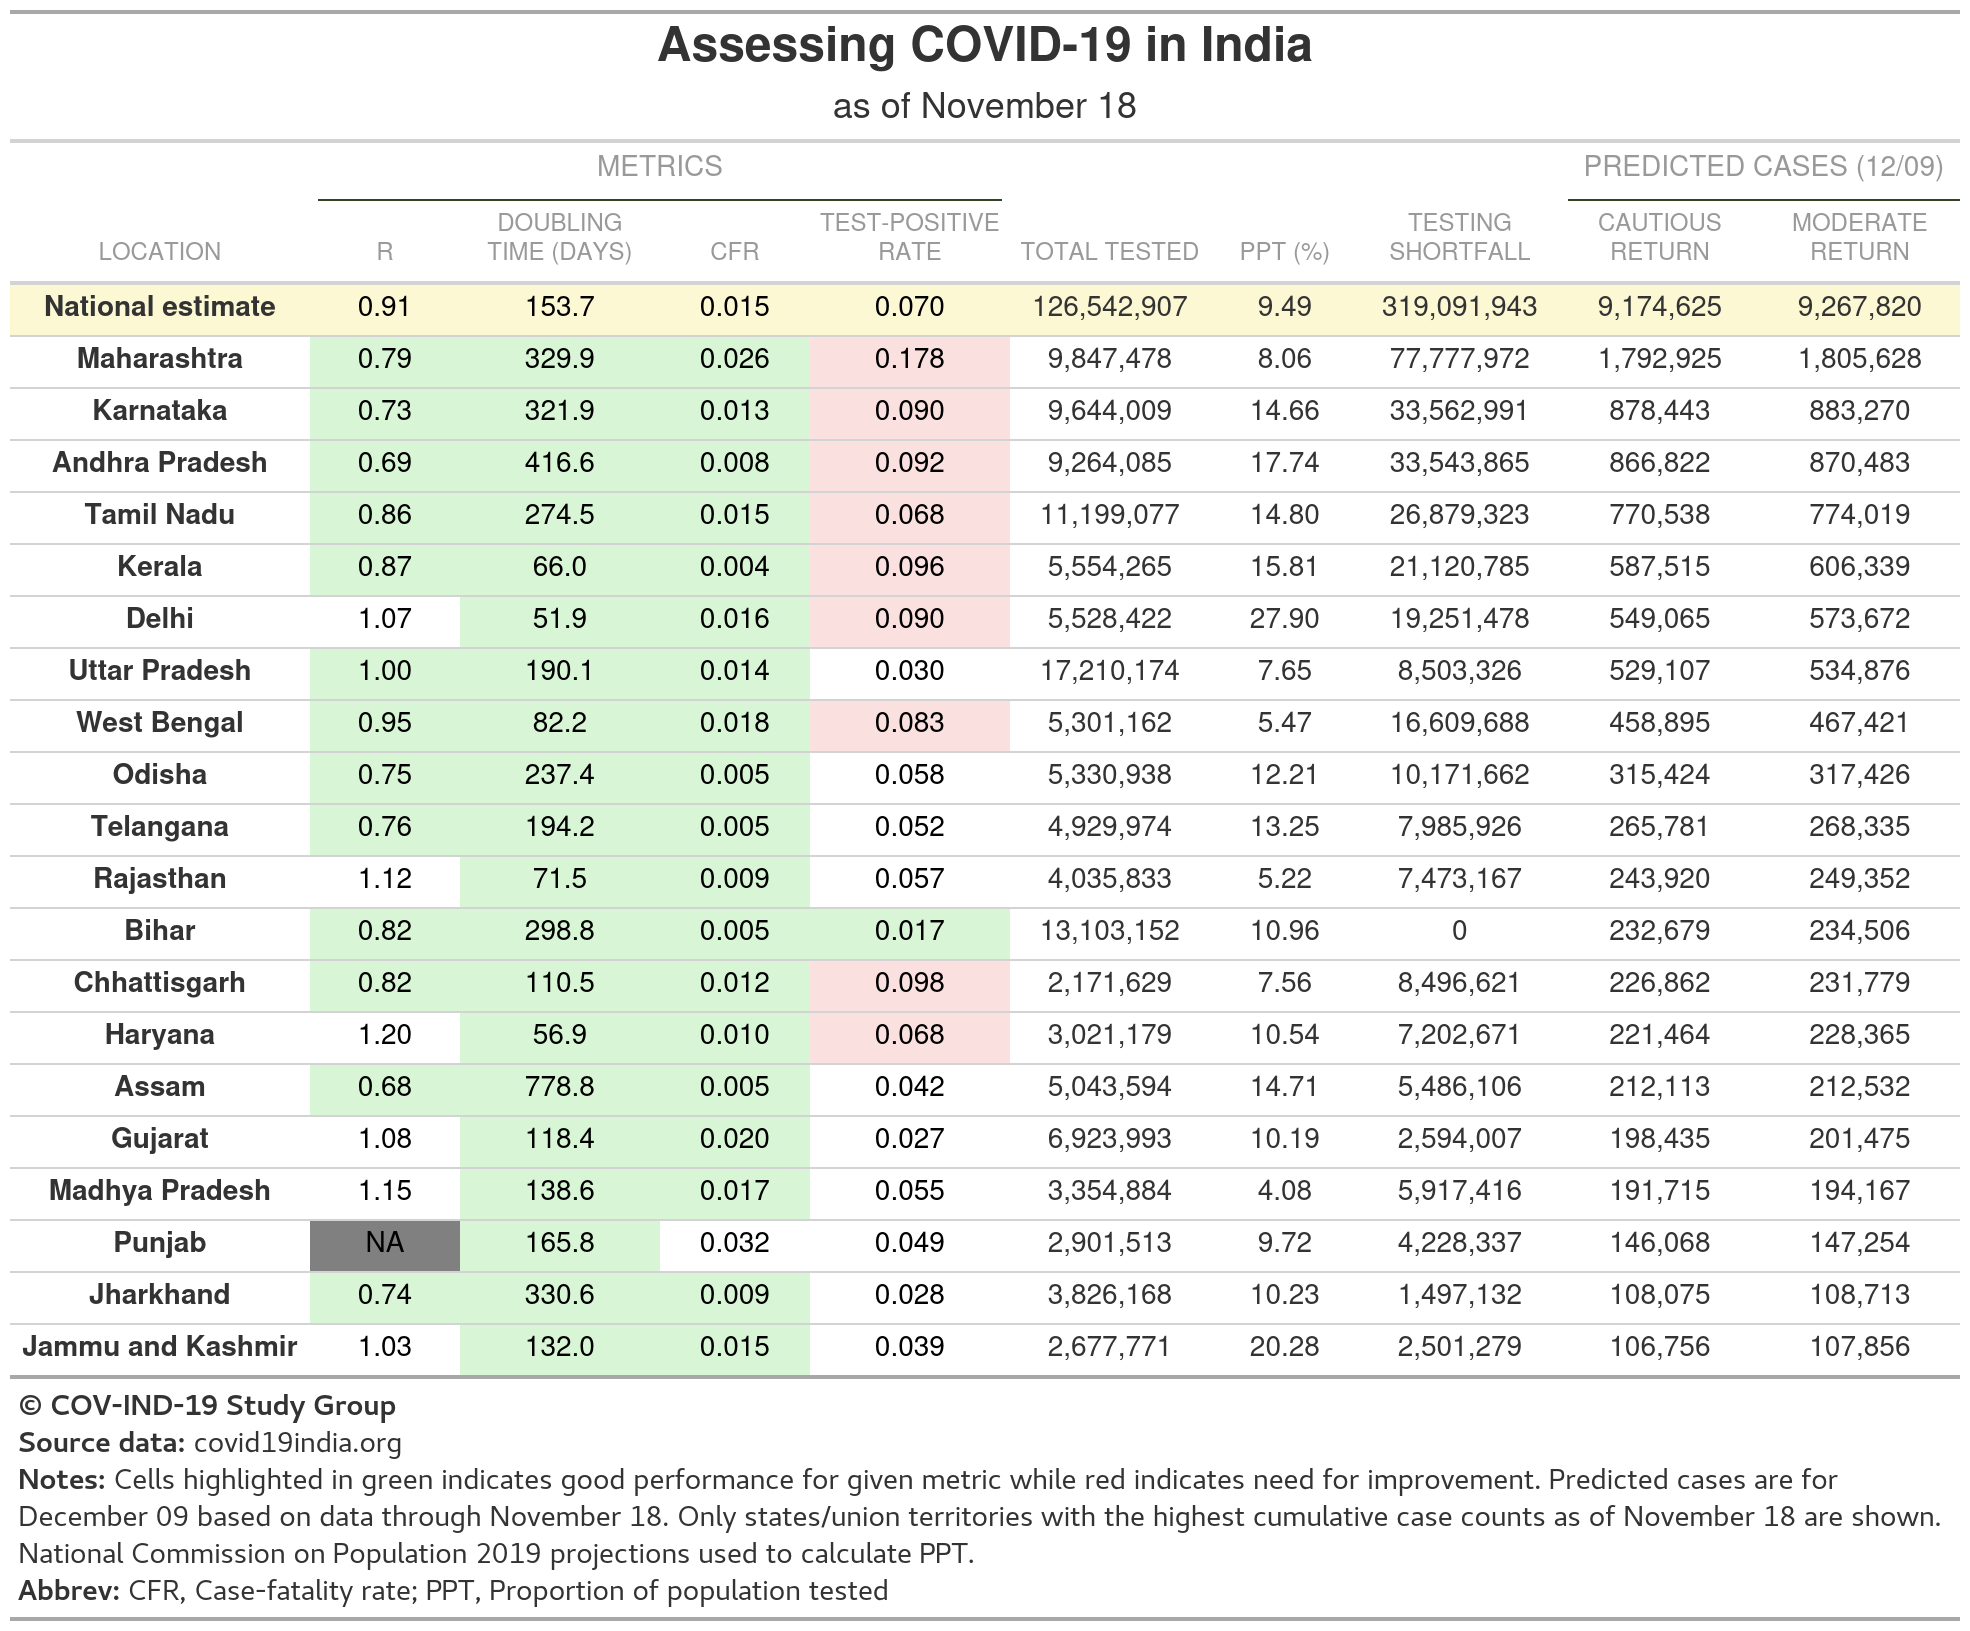 Assessing COVID-19 in India
as of November 18
METRICS PREDICTED CASES (12/09)
LOCATION R DOUBLING TIME (DAYS) CFR TEST-POSITIVE RATE TOTAL TESTED PPT (%) TESTING SHORTFALL CAUTIOUS RETURN MODERATE RETURN
National estimate 0.91 153.7 0.015 0.070 126,542,907 9.49 319,091,943 9,174,625 9,267,820
Maharashtra 0.79 329.9 0.026 0.178 9,847,478 8.06 77,777,972 1,792,925 1,805,628
Karnataka 0.73 321.9 0.013 0.090 9,644,009 14.66 33,562,991 878,443 883,270
Andhra Pradesh 0.69 416.6 0.008 0.092 9,264,085 17.74 33,543,865 866,822 870,483
Tamil Nadu 0.86 274.5 0.015 0.068 11,199,077 14.80 26,879,323 770,538 774,019
Kerala 0.87 66.0 0.004 0.096 5,554,265 15.81 21,120,785 587,515 606,339
Delhi 1.07 51.9 0.016 0.090 5,528,422 27.90 19,251,478 549,065 573,672
Uttar Pradesh 1.00 190.1 0.014 0.030 17,210,174 7.65 8,503,326 529,107 534,876
West Bengal 0.95 82.2 0.018 0.083 5,301,162 5.47 16,609,688 458,895 467,421
Odisha 0.75 237.4 0.005 0.058 5,330,938 12.21 10,171,662 315,424 317,426
Telangana 0.76 194.2 0.005 0.052 4,929,974 13.25 7,985,926 265,781 268,335
Rajasthan 1.12 71.5 0.009 0.057 4,035,833 5.22 7,473,167 243,920 249,352
Bihar 0.82 298.8 0.005 0.017 13,103,152 10.96 0 232,679 234,506
Chhattisgarh 0.82 110.5 0.012 0.098 2,171,629 7.56 8,496,621 226,862 231,779
Haryana 1.20 56.9 0.010 0.068 3,021,179 10.54 7,202,671 221,464 228,365
Assam 0.68 778.8 0.005 0.042 5,043,594 14.71 5,486,106 212,113 212,532
Gujarat 1.08 118.4 0.020 0.027 6,923,993 10.19 2,594,007 198,435 201,475
Madhya Pradesh 1.15 138.6 0.017 0.055 3,354,884 4.08 5,917,416 191,715 194,167
Punjab NA 165.8 0.032 0.049 2,901,513 9.72 4,228,337 146,068 147,254
Jharkhand 0.74 330.6 0.009 0.028 3,826,168 10.23 1,497,132 108,075 108,713
Jammu and Kashmir 1.03 132.0 0.015 0.039 2,677,771 20.28 2,501,279 106,756 107,856
© COV-IND-19 Study Group
Source data: covid19india.org
Notes: Cells highlighted in green indicates good performance for given metric while red indicates need for improvement. Predicted cases are for
December 09 based on data through November 18. Only states/union territories with the highest cumulative case counts as of November 18 are shown.
National Commission on Population 2019 projections used to calculate PPT.
Abbrev: CFR, Case-fatality rate; PPT, Proportion of population tested